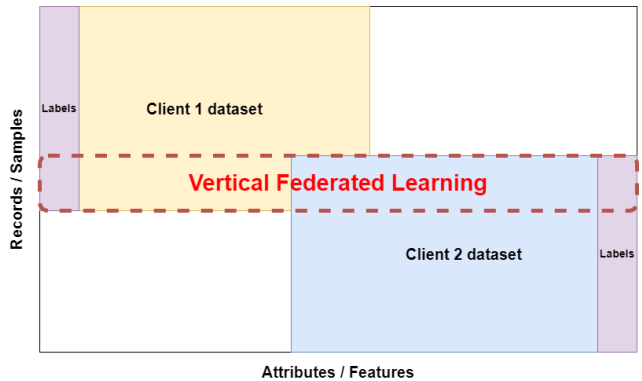 Labels
Client 1 dataset
Records / Samples
Vertical Federated Learning
Client 2 dataset
Labels
Attributes / Features